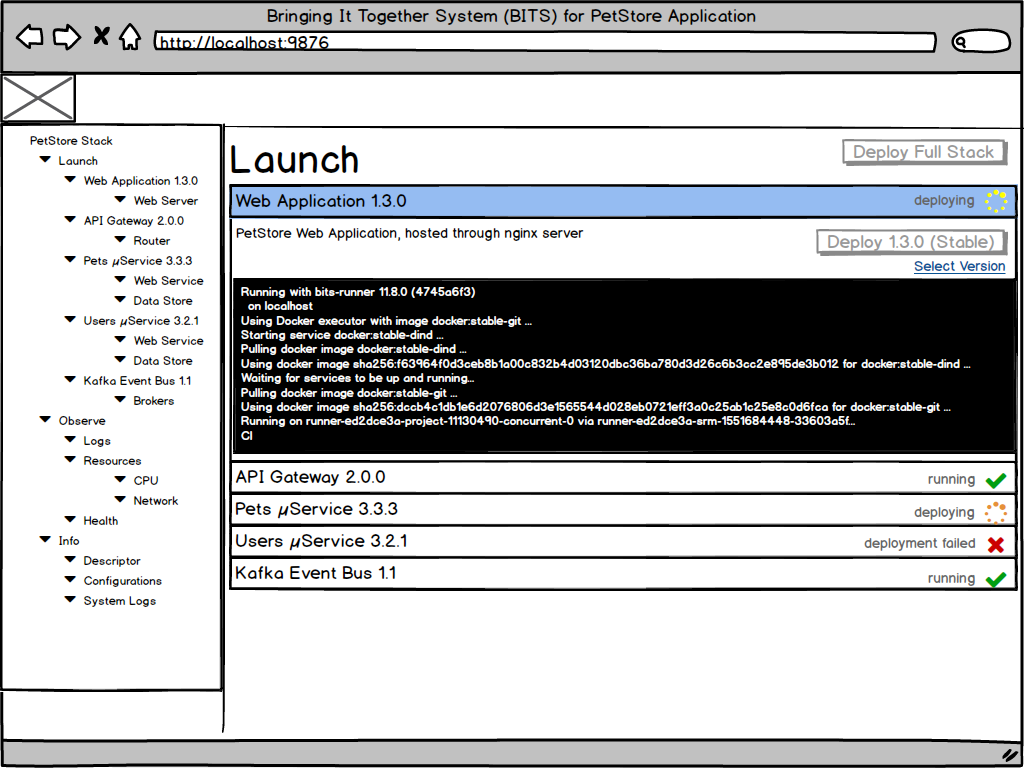 Bringing It Together System (BITS) for PetStore Application
http://localhost:9876
PetStore Stack
Launch
Web Application 1.3.0
Web Server
API Gateway 2.0.0
Router
Pets µService 3.3.3
Web Service
Data Store
Users µService 3.2.1
Web Service
Data Store
Kafka Event Bus 1.1
Brokers
Observe
Logs
Resources
CPU
Network
Health
Info
Descriptor
Configurations
System Logs
Launch
Deploy Full Stack
Web Application 1.3.0
deploying
PetStore Web Application, hosted through nginx server
Deploy 1.3.0 (Stable)
Select Version
Running with bits-runner 11.8.0 (4745a6f3)
on localhost
Using Docker executor with image docker:stable-git ...
Starting service docker:stable-dind ...
Pulling docker image docker:stable-dind ...
Using docker image sha256:f63964f0d3ceb8b1a00c832b4d03120dbc36ba780d3d26c6b3cc2e895de3b012 for docker:stable-dind ...
Waiting for services to be up and running...
Pulling docker image docker:stable-git ...
Using docker image sha256:dccb4c1db1e6d2076806d3e1565544d028eb0721eff3a0c25ab1c25e8c0d6fca for docker:stable-git ...
Running on runner-ed2dce3a-project-11130490-concurrent-0 via runner-ed2dce3a-srm-1551684448-33603a5f...
CI
API Gateway 2.0.0
running
Pets µService 3.3.3
deploying
Users µService 3.2.1
deployment failed
Kafka Event Bus 1.1
running